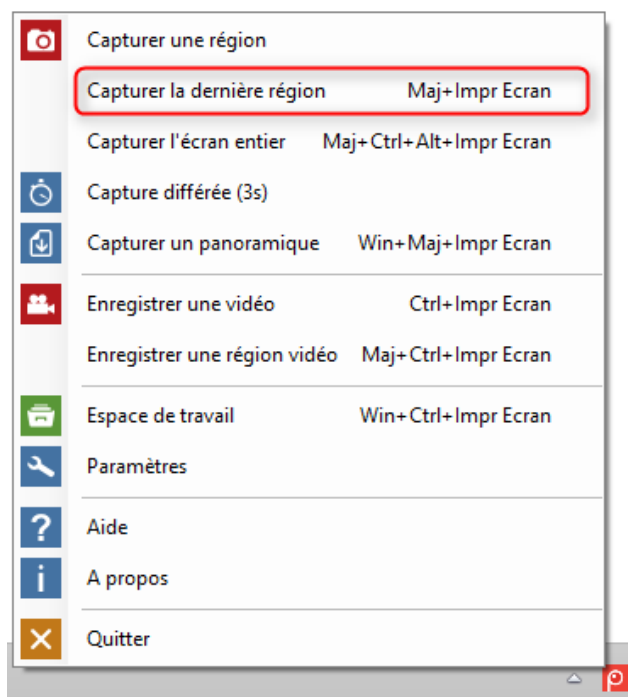 Capturer une région
Capturer la dernière région Maj+Impr Ecran
Capturer l'écran entier Maj+Ctrl+Alt+Impr Ecran
Capture différée (3s)
Capturer un panoramique Win+Maj+Impr Ecran
Enregistrer une vidéo Ctrl+Impr Ecran
Enregistrer une région vidéo Maj+Ctrl+Impr Ecran
Espace de travail Win+Ctrl+Impr Ecran
Paramètres
? Aide
i A propos
Quitter